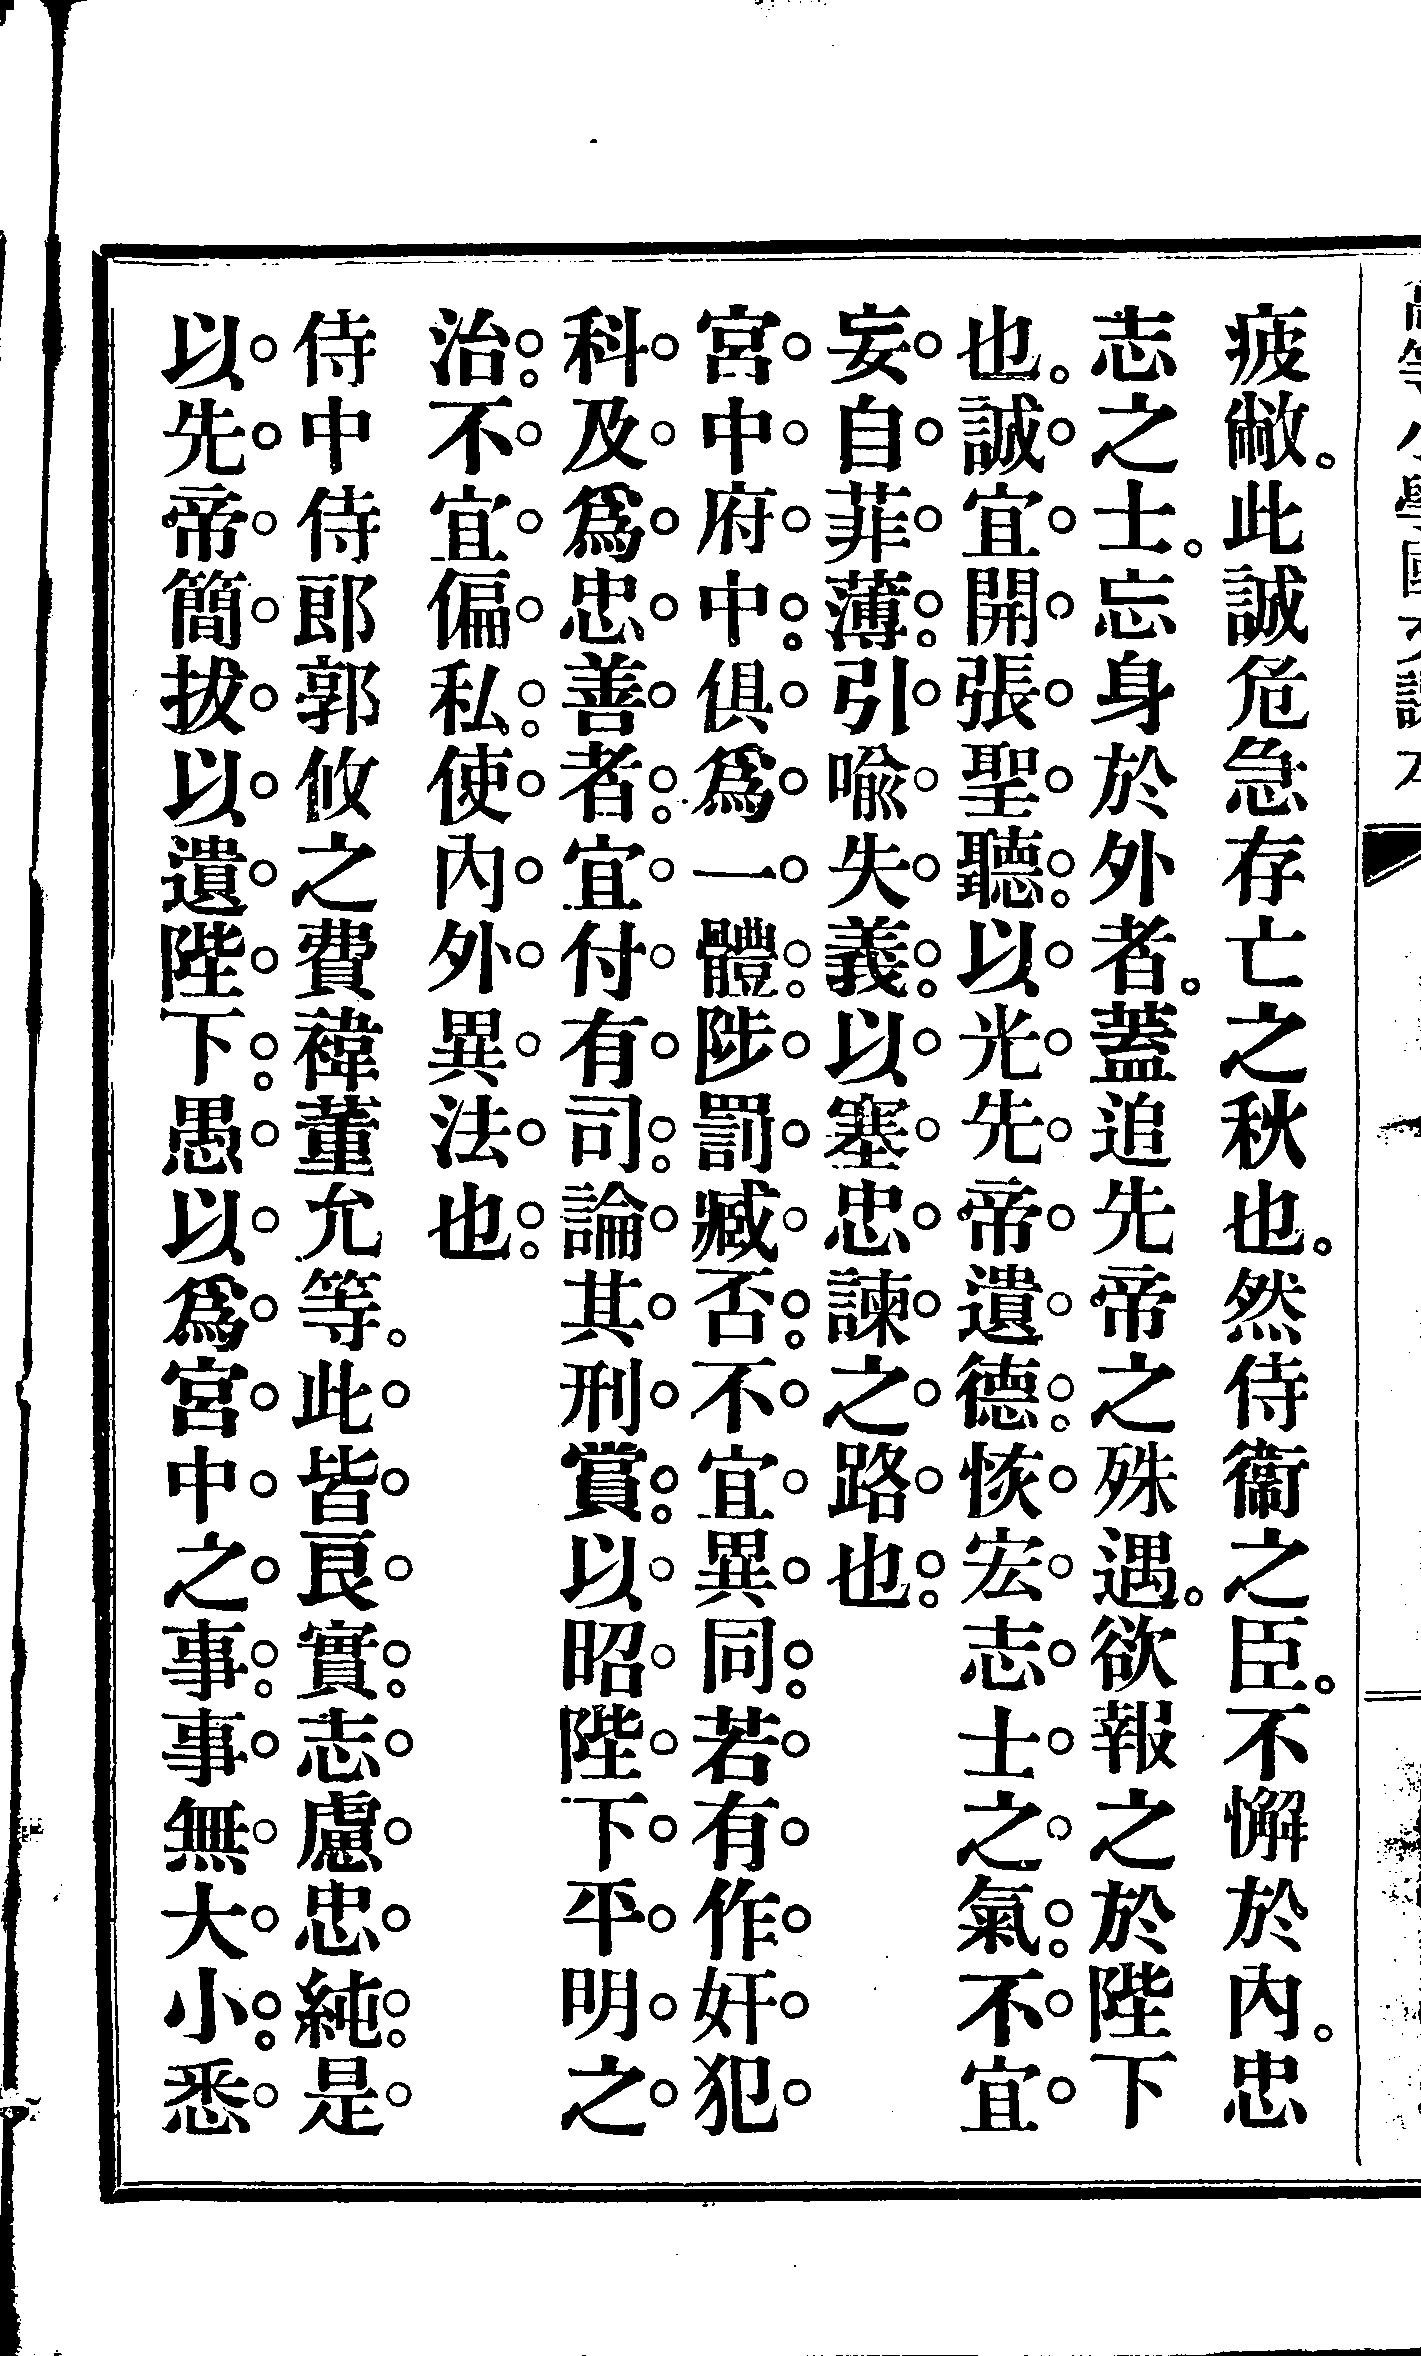 高等小學國文讀本
疲敝。此誠危急存亡之秋也。然侍衞之臣。不懈於內。忠
志之士。忘身於外者。蓋追先帝之殊遇。欲報之於陛下
也。誠宜開張聖聽。以光先帝遺德。恢宏志士之氣。不宜
妄自菲薄。引喩失義。以塞忠諫之路也。
宮中府中。俱爲一體。陟罰臧否。不宜異同。若有作奸犯
科及爲忠善者。宜付有司。論其刑賞。以昭陛下平明之
治。不宜偏私。使內外異法也。
侍中侍郎郭攸之費禕董允等。此皆良實。志慮忠純。是
以先帝簡拔以遺陛下。愚以爲宮中之事。事無大小。悉